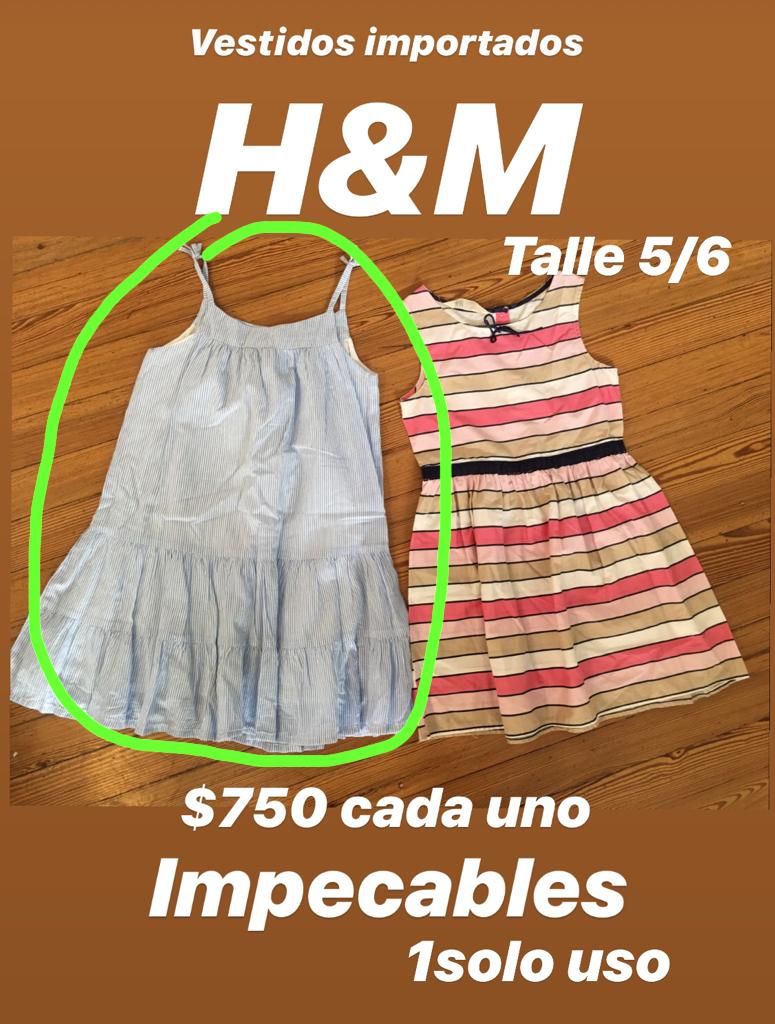 Vestidos importados
H&M
Talle 5/6
$750 cada uno
Impecables
1solo uso